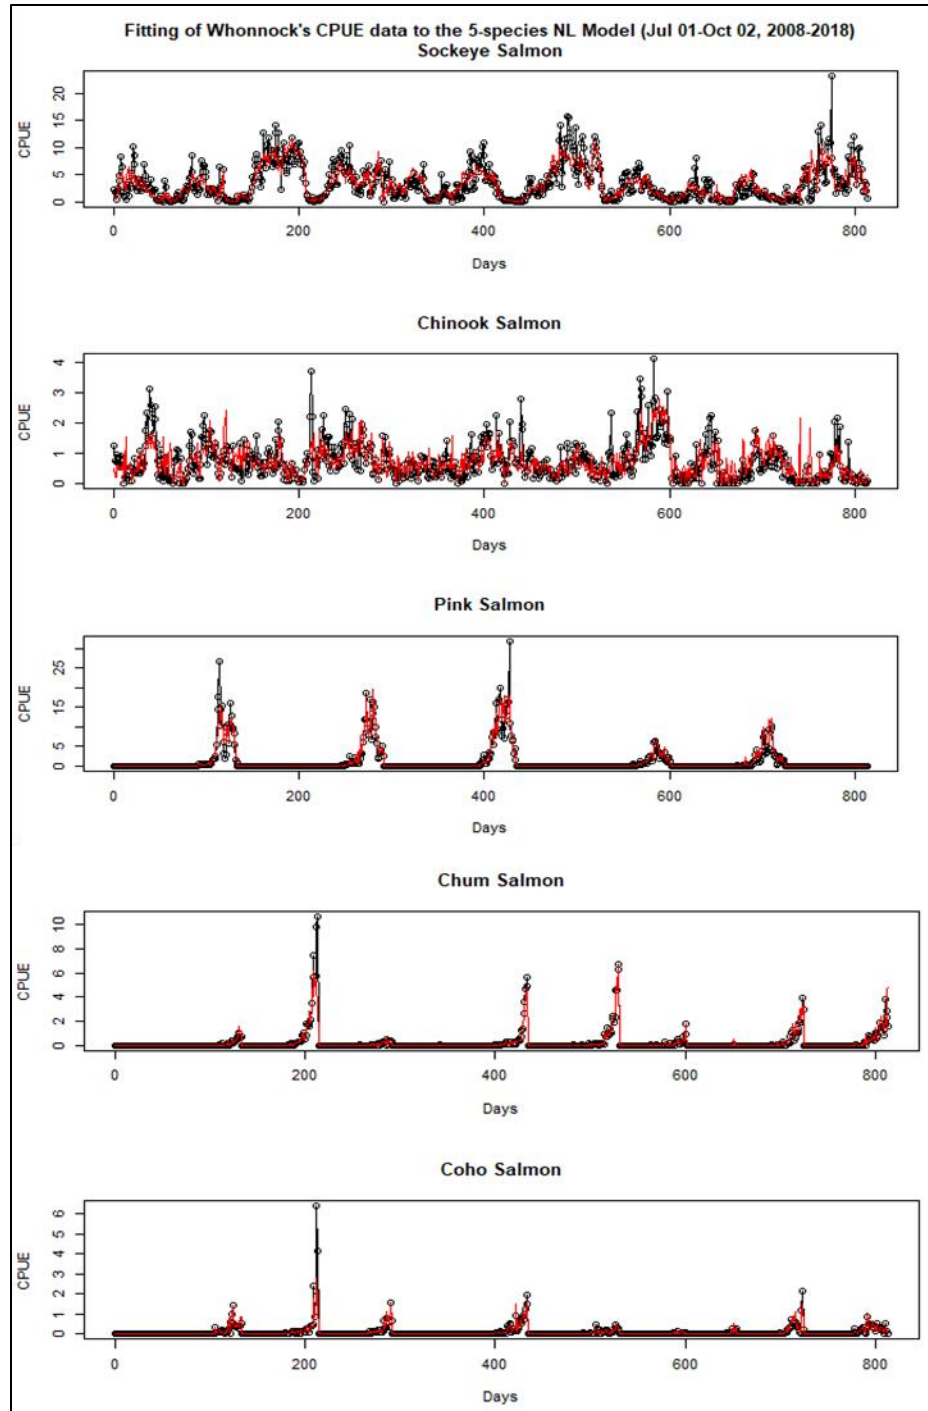 Fitting of Whonnock's CPUE data to the 5-species NL Model (Jul 01-Oct 02, 2008-2018)
Sockeye Salmon
CPUE
20
15
10
5
0
0 200 400 600 800
Days
Chinook Salmon
CPUE
4
3
2
1
0
0 200 400 600 800
Days
Pink Salmon
CPUE
25
15
5
0
0 200 400 600 800
Days
Chum Salmon
CPUE
10
8
6
4
2
0
0 200 400 600 800
Days
Coho Salmon
CPUE
6
5
4
3
2
1
0
0 200 400 600 800
Days